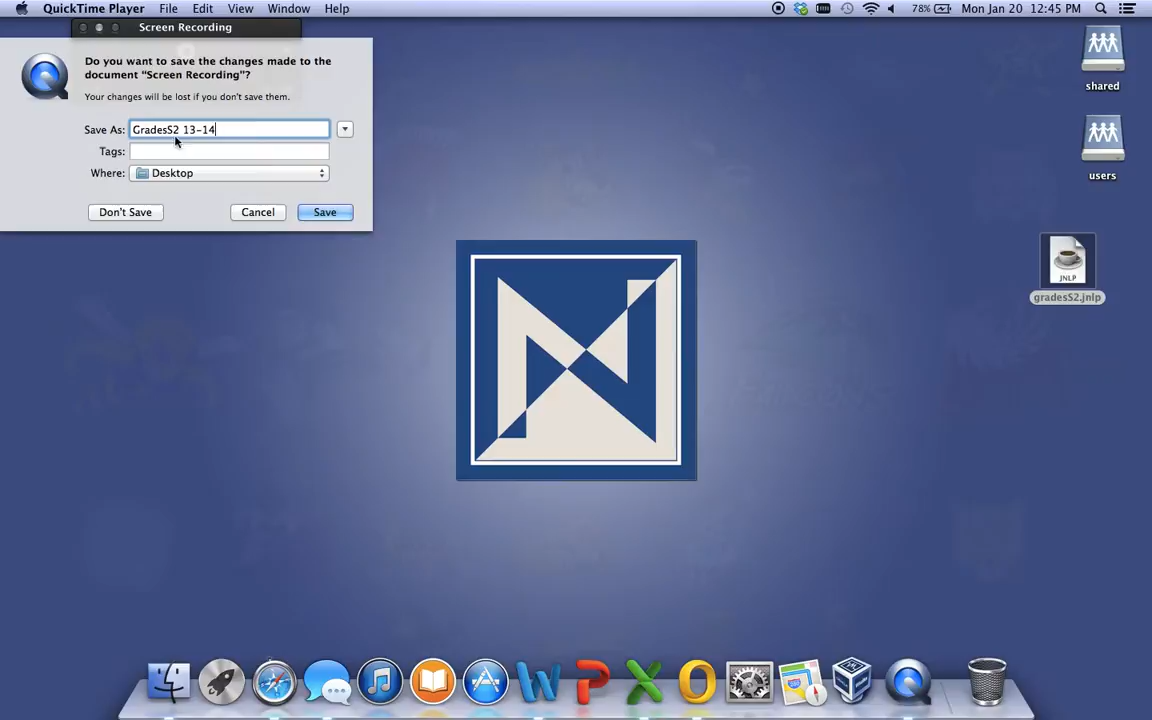 QuickTime Player File Edit View Window Help 78% Mon Jan 20 12:45 PM
Screen Recording
Do you want to save the changes made to the
document “Screen Recording”?
Your changes will be lost if you don't save them.
Save As: GradesS2 13-14
Tags:
Where: Desktop
Don't Save Cancel Save
shared
users
JNLP
gradesS2.jnlp